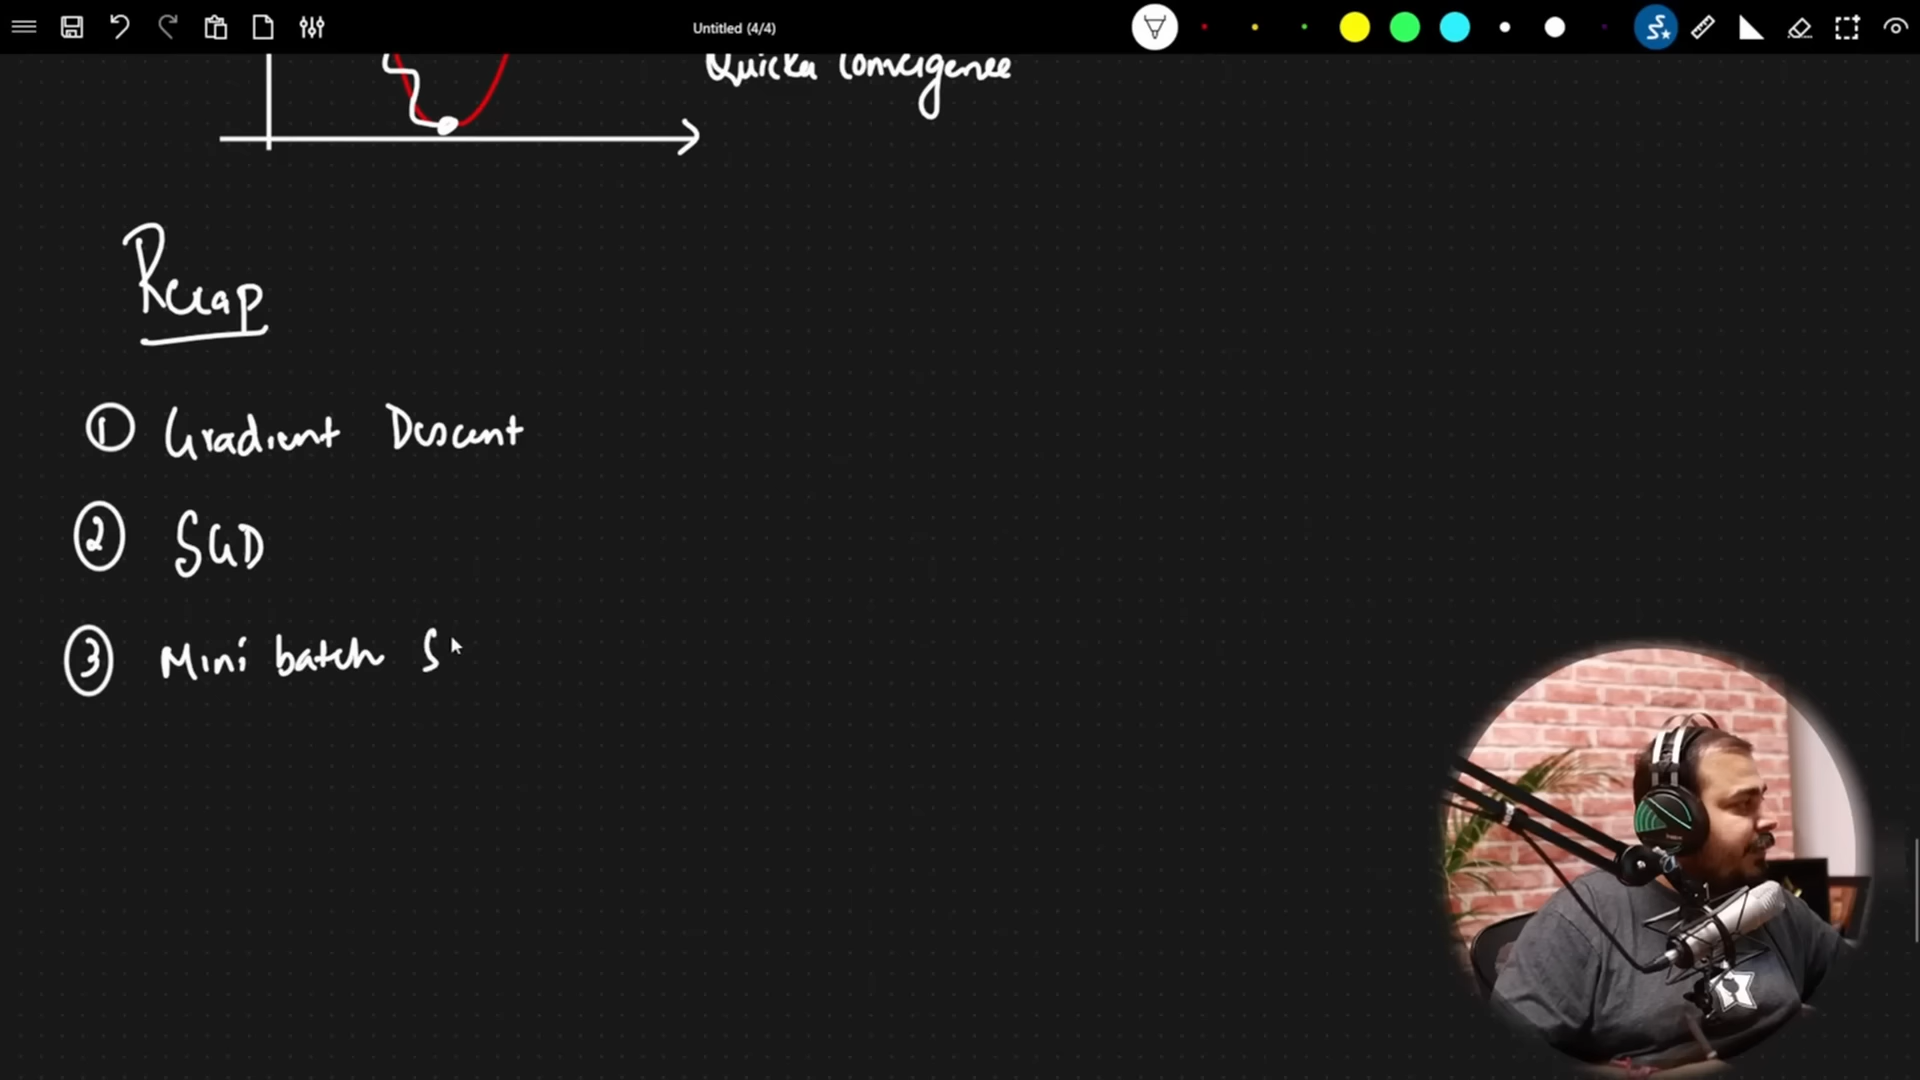 Untitled (4/4)
Quicker Convergence
Recap
① Gradient Descent
② SGD
③ Mini batch S